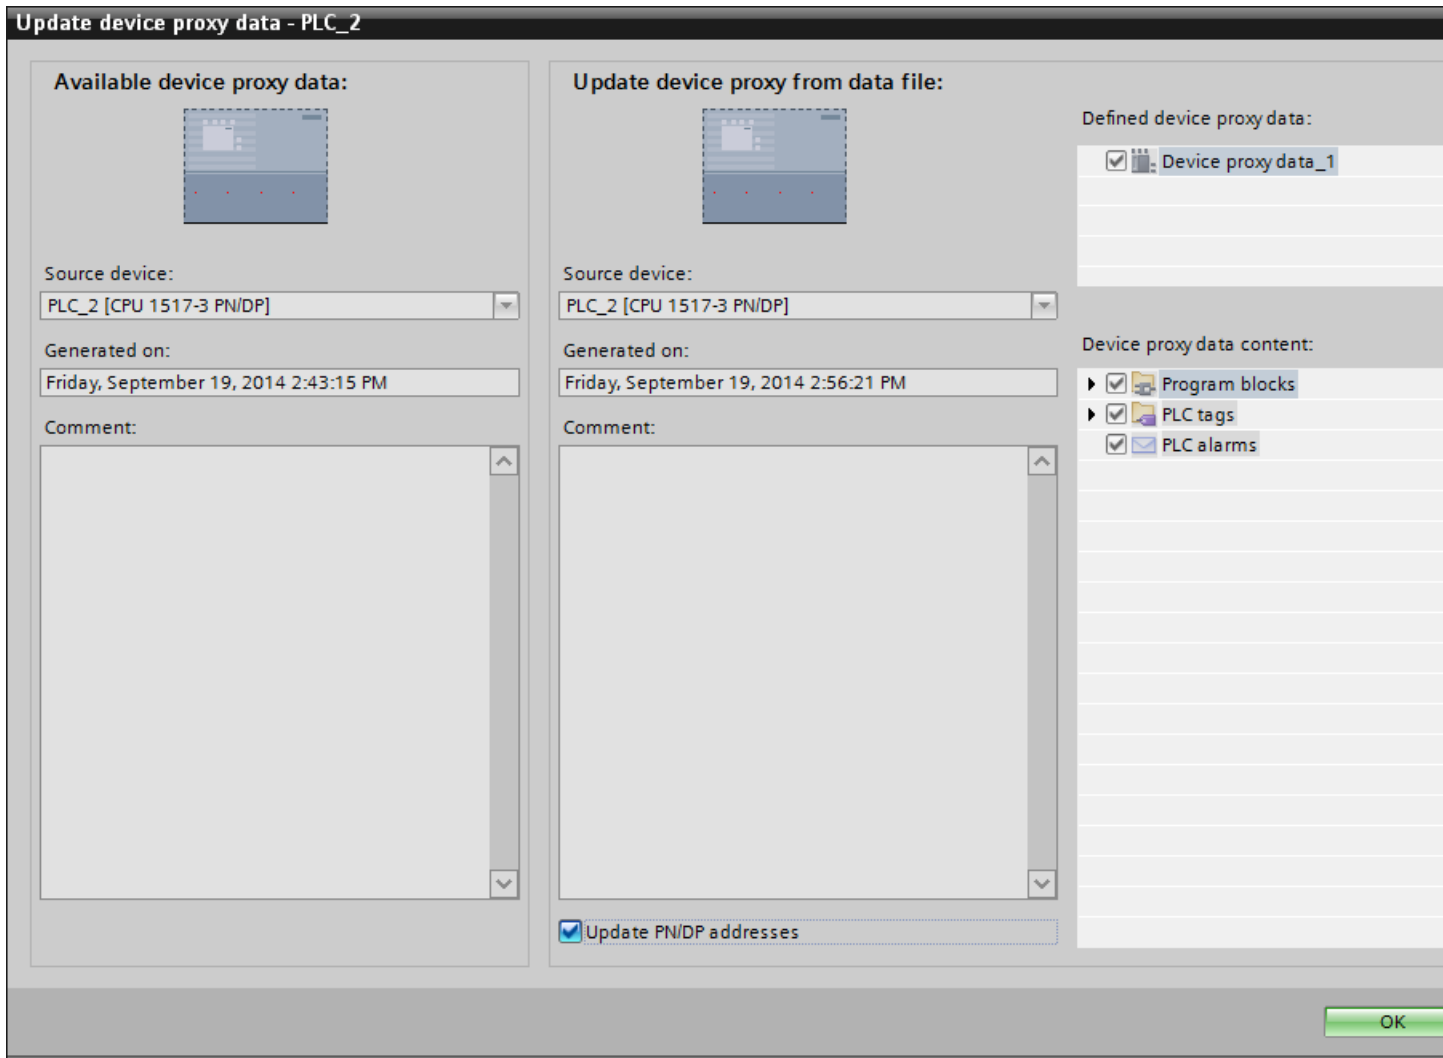 Update device proxy data - PLC_2
Available device proxy data:
Source device:
PLC_2 [CPU 1517-3 PN/DP]
Generated on:
Friday, September 19, 2014 2:43:15 PM
Comment:
Update device proxy from data file:
Source device:
PLC_2 [CPU 1517-3 PN/DP]
Generated on:
Friday, September 19, 2014 2:56:21 PM
Comment:
Update PN/DP addresses
Defined device proxy data:
Device proxy data_1
Device proxy data content:
Program blocks
PLC tags
PLC alarms
OK